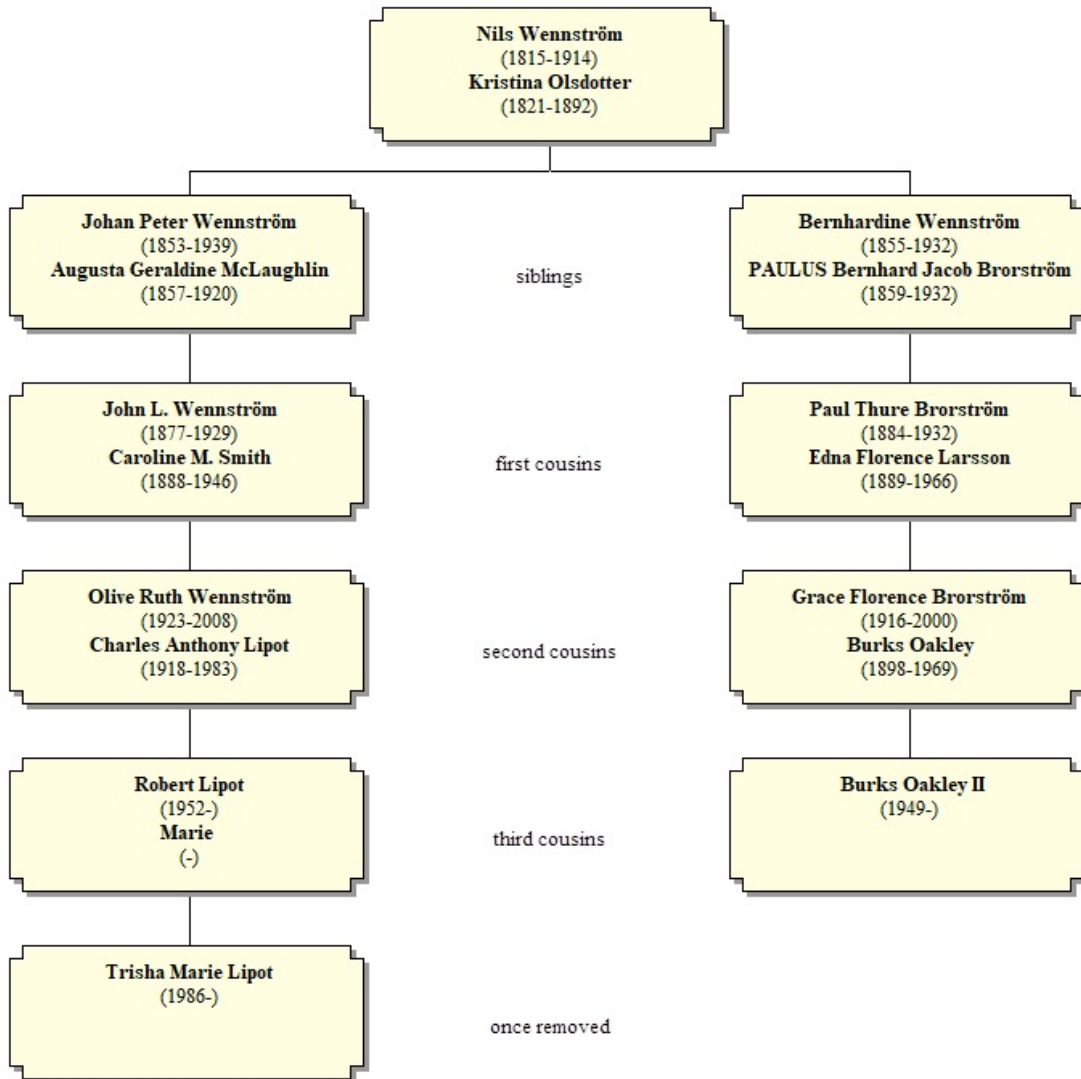 Nils Wennström
(1815-1914)
Kristina Olsdotter
(1821-1892)
Johan Peter Wennström
(1853-1939)
Augusta Geraldine McLaughlin
(1857-1920)
siblings
Bernhardine Wennström
(1855-1932)
PAULUS Bernhard Jacob Brorström
(1859-1932)
John L. Wennström
(1877-1929)
Caroline M. Smith
(1888-1946)
first cousins
Paul Thure Brorström
(1884-1932)
Edna Florence Larsson
(1889-1966)
Olive Ruth Wennström
(1923-2008)
Charles Anthony Lipot
(1918-1983)
second cousins
Grace Florence Brorström
(1916-2000)
Burks Oakley
(1898-1969)
Robert Lipot
(1952-)
Marie
(-)
third cousins
Burks Oakley II
(1949-)
Trisha Marie Lipot
(1986-)
once removed